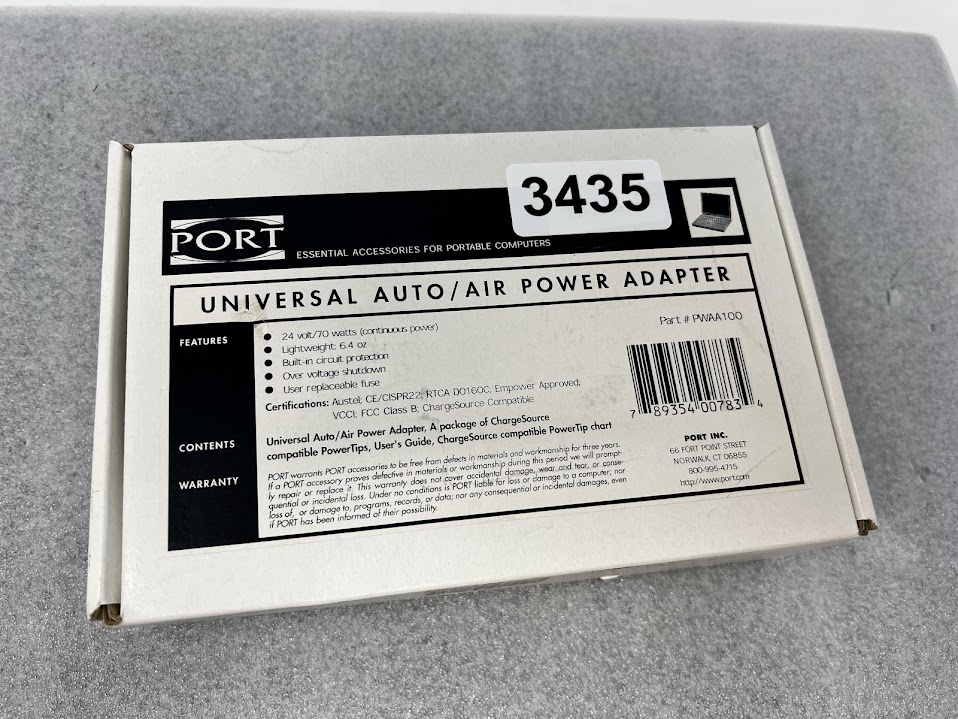 3435
PORT
ESSENTIAL ACCESSORIES FOR PORTABLE COMPUTERS
UNIVERSAL AUTO/AIR POWER ADAPTER
Part # PWAA100
FEATURES
● 24 volt/70 watts (continuous power)
● Lightweight: 6.4 oz
● Built-in circuit protection
● Over voltage shutdown
● User replaceable fuse
Certifications: Austel; CE/CISPR22; RTCA DO160C; Empower Approved;
VCCI; FCC Class B; ChargeSource Compatible
CONTENTS
Universal Auto/Air Power Adapter, A package of ChargeSource
compatible PowerTips, User's Guide, ChargeSource compatible PowerTip chart
WARRANTY
PORT warrants PORT accessories to be free from defects in materials and workmanship for three years.
If a PORT accessory proves defective in materials or workmanship during this period we will prompt-
ly repair or replace it. This warranty does not cover accidental damage, wear and tear, or conse-
quential or incidental loss. Under no conditions is PORT liable for loss or damage to a computer; nor
loss of, or damage to, programs, records, or data; nor any consequential or incidental damages, even
if PORT has been informed of their possibility.
7 89354 00783 4
PORT INC.
66 FORT POINT STREET
NORWALK, CT 06855
800-995-4715
http://www.port.com